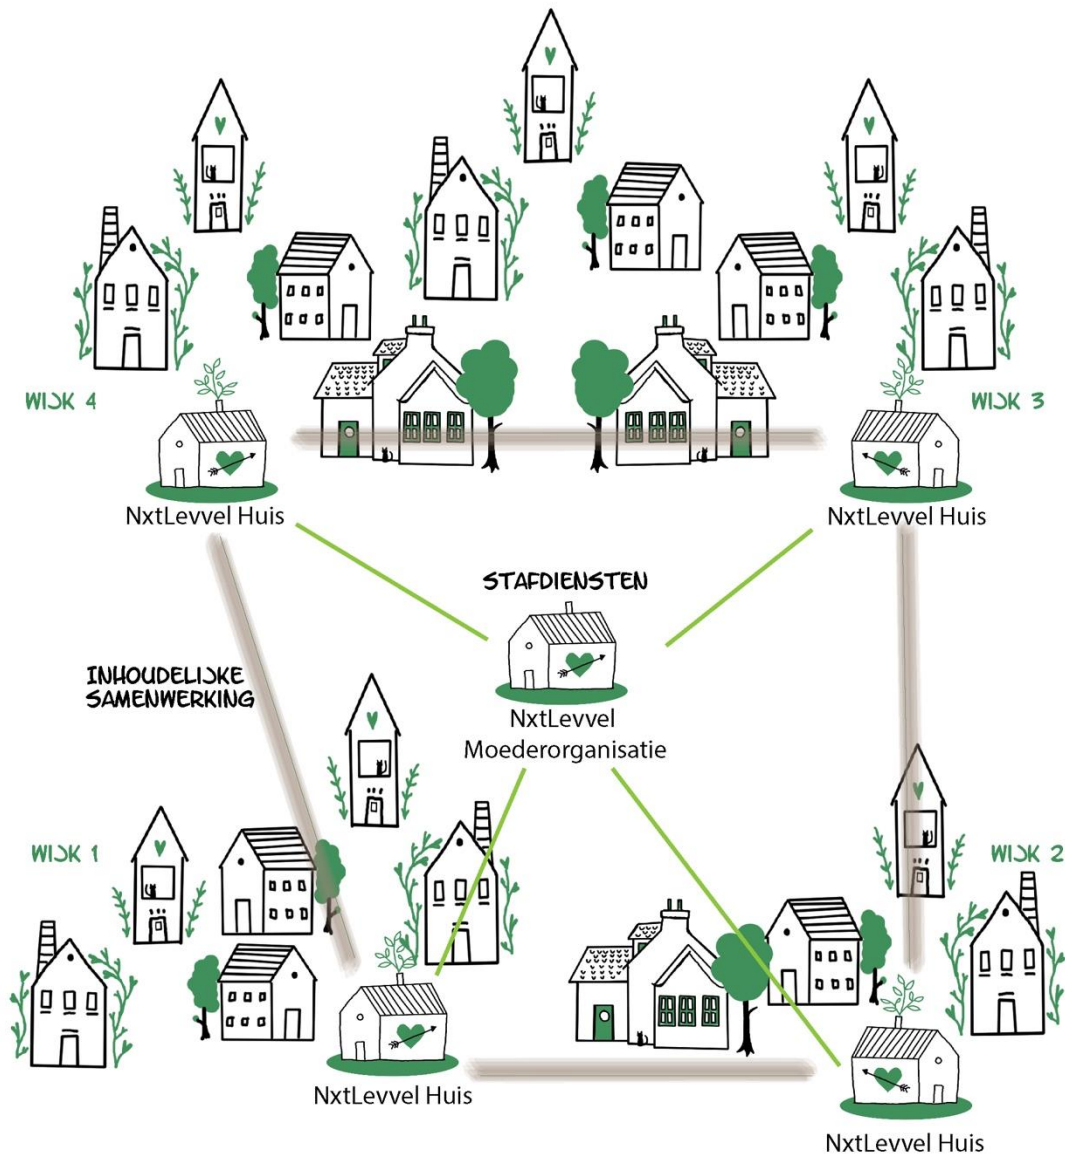 WIJK 4
WIJK 3
NxtLevvel Huis
NxtLevvel Huis
STAFDIENSTEN
INHOUDELIJKE
SAMENWERKING
NxtLevvel
Moederorganisatie
WIJK 1
WIJK 2
NxtLevvel Huis
NxtLevvel Huis